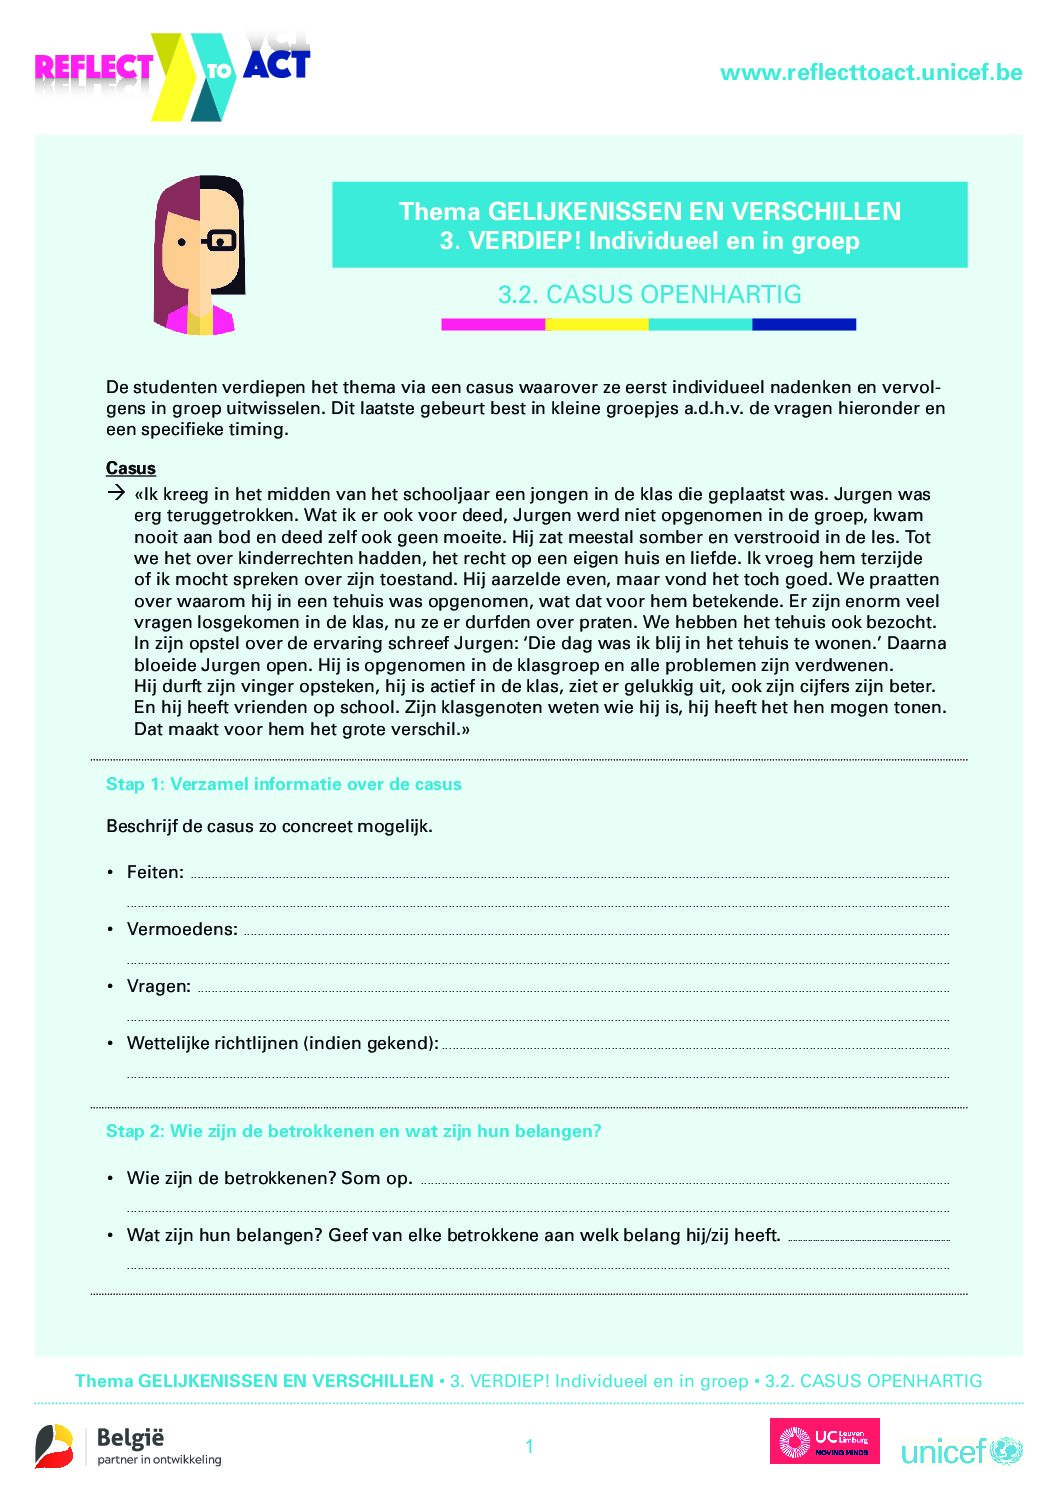 REFLECT TO ACT
www.reflecttoact.unicef.be
Thema GELIJKENISSEN EN VERSCHILLEN
3. VERDIEP! Individueel en in groep
3.2. CASUS OPENHARTIG
De studenten verdiepen het thema via een casus waarover ze eerst individueel nadenken en vervol-
gens in groep uitwisselen. Dit laatste gebeurt best in kleine groepjes a.d.h.v. de vragen hieronder en
een specifieke timing.
Casus
→ «Ik kreeg in het midden van het schooljaar een jongen in de klas die geplaatst was. Jurgen was
erg teruggetrokken. Wat ik er ook voor deed, Jurgen werd niet opgenomen in de groep, kwam
nooit aan bod en deed zelf ook geen moeite. Hij zat meestal somber en verstrooid in de les. Tot
we het over kinderrechten hadden, het recht op een eigen huis en liefde. Ik vroeg hem terzijde
of ik mocht spreken over zijn toestand. Hij aarzelde even, maar vond het toch goed. We praatten
over waarom hij in een tehuis was opgenomen, wat dat voor hem betekende. Er zijn enorm veel
vragen losgekomen in de klas, nu ze er durfden over praten. We hebben het tehuis ook bezocht.
In zijn opstel over de ervaring schreef Jurgen: ‘Die dag was ik blij in het tehuis te wonen.’ Daarna
bloeide Jurgen open. Hij is opgenomen in de klasgroep en alle problemen zijn verdwenen.
Hij durft zijn vinger opsteken, hij is actief in de klas, ziet er gelukkig uit, ook zijn cijfers zijn beter.
En hij heeft vrienden op school. Zijn klasgenoten weten wie hij is, hij heeft het hen mogen tonen.
Dat maakt voor hem het grote verschil.»
Stap 1: Verzamel informatie over de casus
Beschrijf de casus zo concreet mogelijk.
• Feiten:
• Vermoedens:
• Vragen:
• Wettelijke richtlijnen (indien gekend):
Stap 2: Wie zijn de betrokkenen en wat zijn hun belangen?
• Wie zijn de betrokkenen? Som op.
• Wat zijn hun belangen? Geef van elke betrokkene aan welk belang hij/zij heeft.
Thema GELIJKENISSEN EN VERSCHILLEN • 3. VERDIEP! Individueel en in groep • 3.2. CASUS OPENHARTIG
België
partner in ontwikkeling
1
UC Leuven
Limburg
MOVING MINDS
unicef